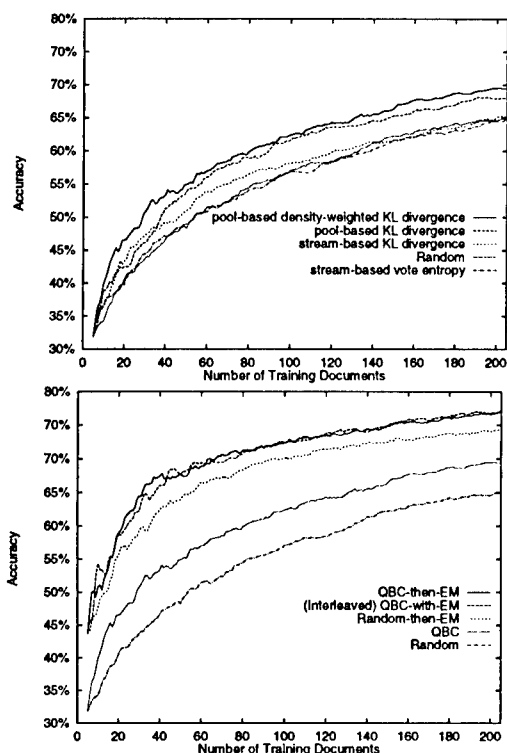 80%
75%
70%
65%
60%
55%
50%
45%
40%
35%
30%
Accuracy
pool-based density-weighted KL divergence
pool-based KL divergence
stream-based KL divergence
Random
stream-based vote entropy
0 20 40 60 80 100 120 140 160 180 200
Number of Training Documents
80%
75%
70%
65%
60%
55%
50%
45%
40%
35%
30%
Accuracy
QBC-then-EM
(Interleaved) QBC-with-EM
Random-then-EM
QBC
Random
0 20 40 60 80 100 120 140 160 180 200
Number of Training Documents